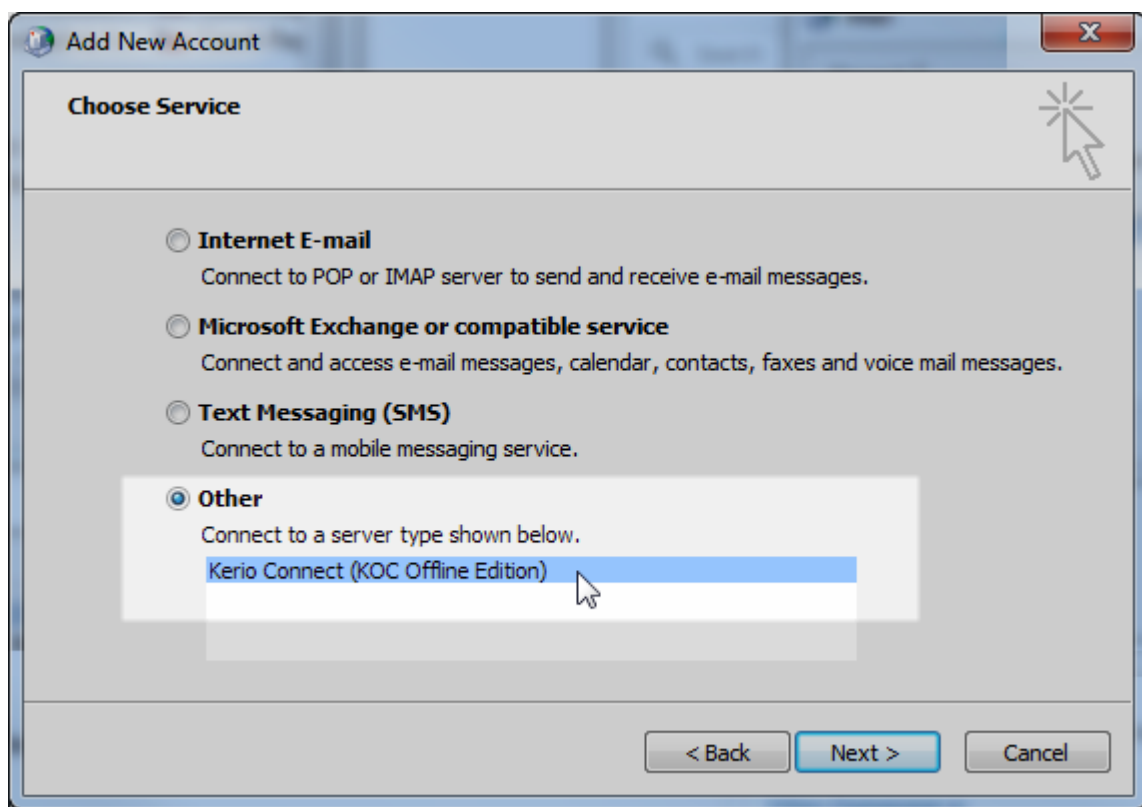 Add New Account
Choose Service
Internet E-mail
Connect to POP or IMAP server to send and receive e-mail messages.
Microsoft Exchange or compatible service
Connect and access e-mail messages, calendar, contacts, faxes and voice mail messages.
Text Messaging (SMS)
Connect to a mobile messaging service.
Other
Connect to a server type shown below.
Kerio Connect (KOC Offline Edition)
< Back Next > Cancel